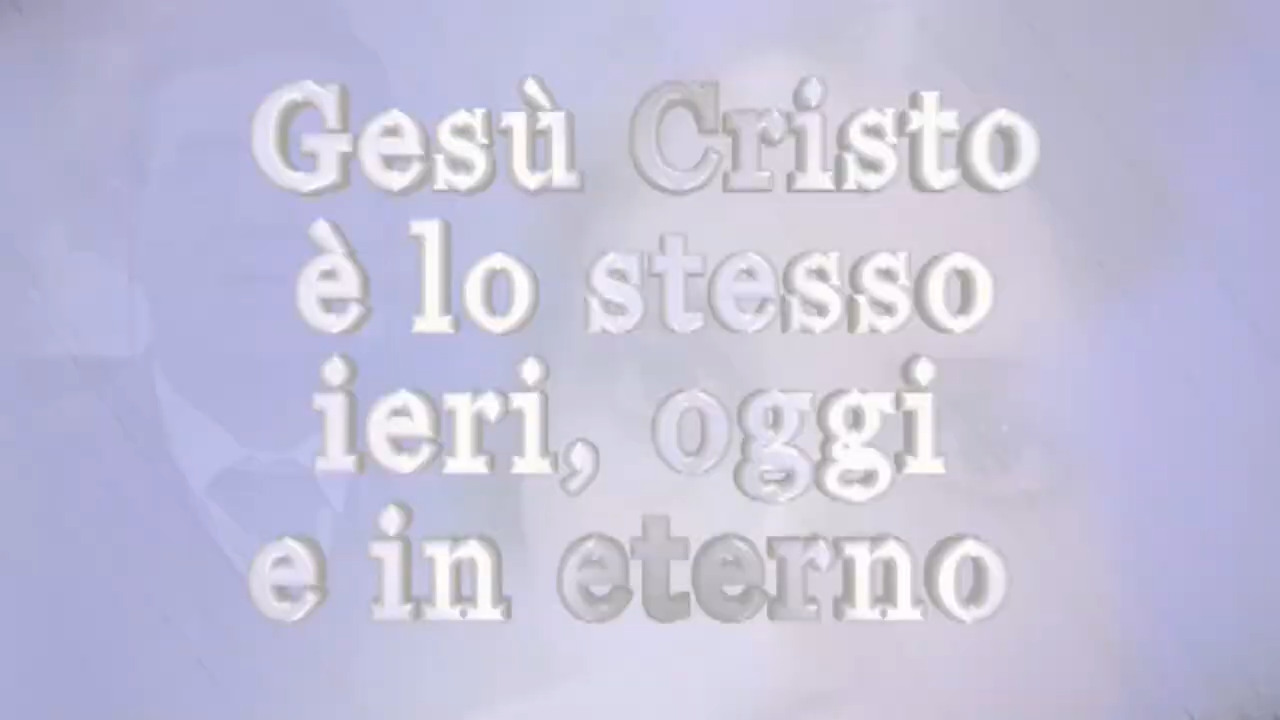 Gesù Cristo
è lo stesso
ieri, oggi
e in eterno